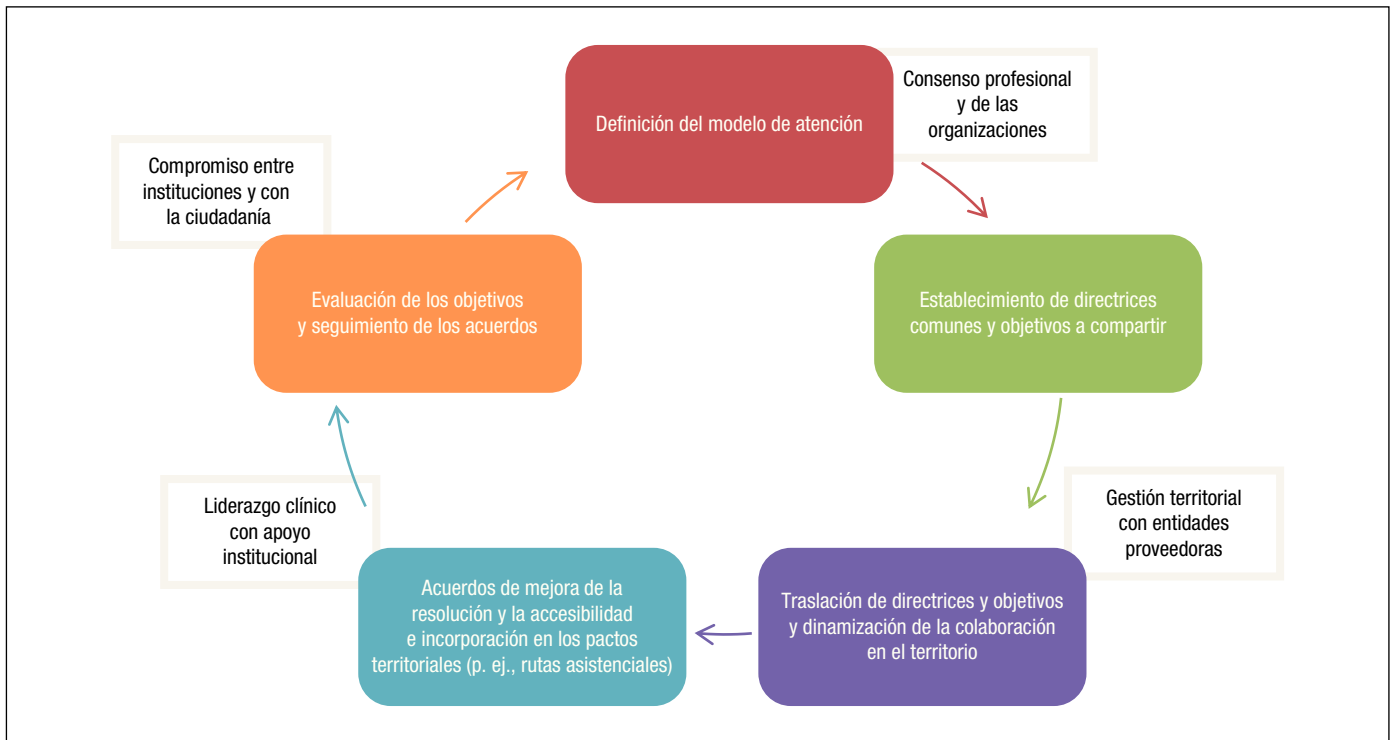 Definición del modelo de atención
Consenso profesional
y de las
organizaciones
Establecimiento de directrices
comunes y objetivos a compartir
Gestión territorial
con entidades
proveedoras
Traslación de directrices y objetivos
y dinamización de la colaboración
en el territorio
Acuerdos de mejora de la
resolución y la accesibilidad
e incorporación en los pactos
territoriales (p. ej., rutas asistenciales)
Liderazgo clínico
con apoyo
institucional
Evaluación de los objetivos
y seguimiento de los acuerdos
Compromiso entre
instituciones y con
la ciudadanía